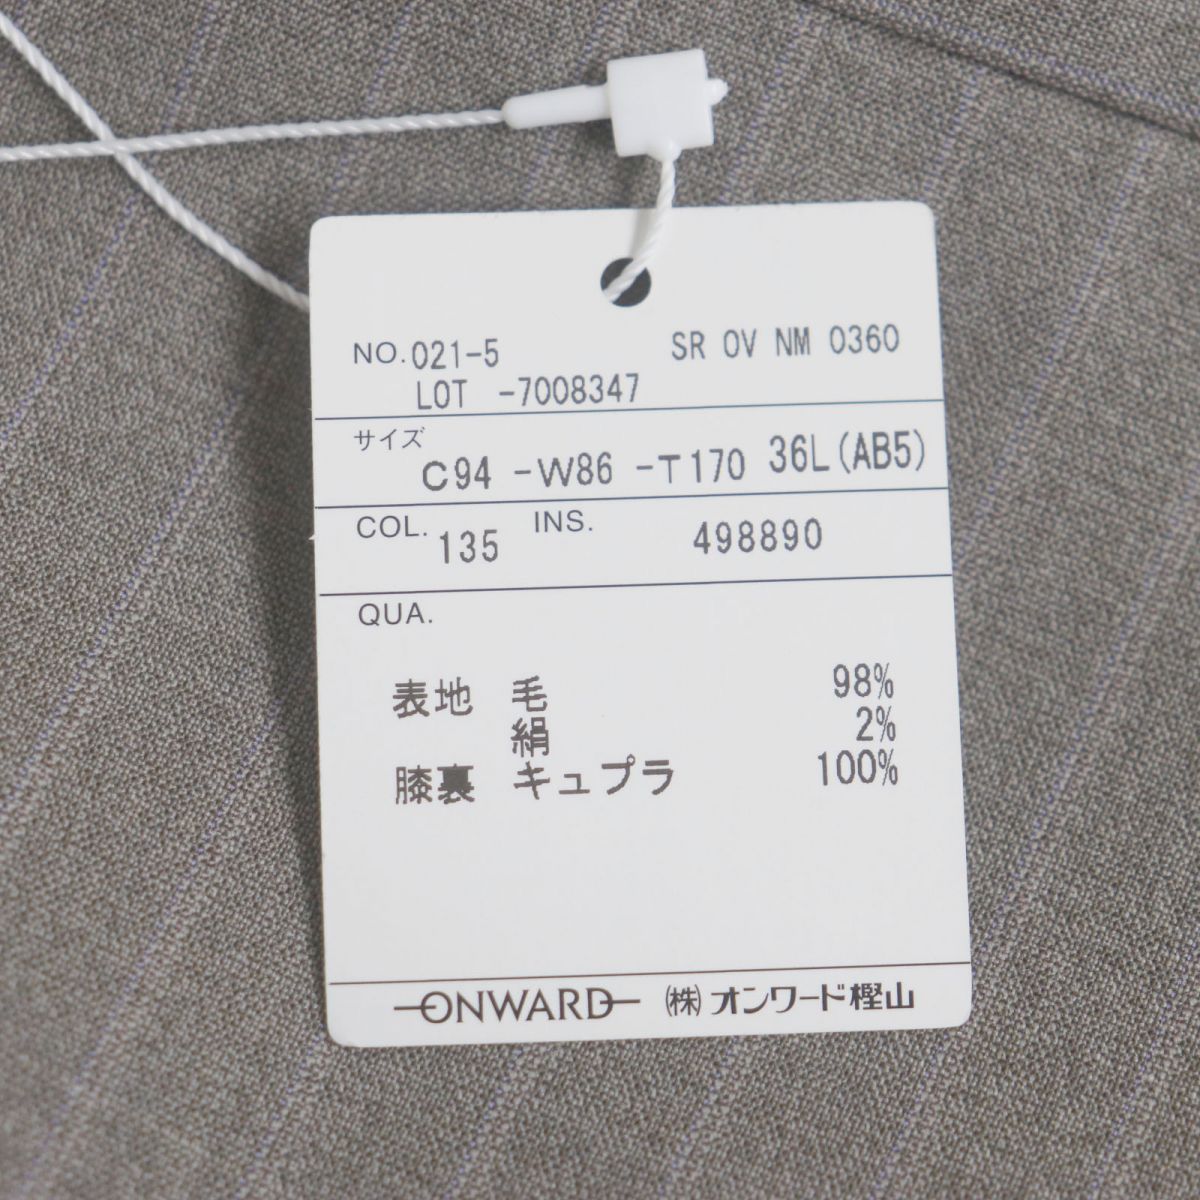 NO. 021-5 SR OV NM 0360
LOT -7008347
サイズ
C94 -W86 -T170 36L(AB5)
COL. 135 INS. 498890
QUA.
表地 毛 98%
絹 2%
膝裏 キュプラ 100%
ONWARD ㈱オンワード樫山